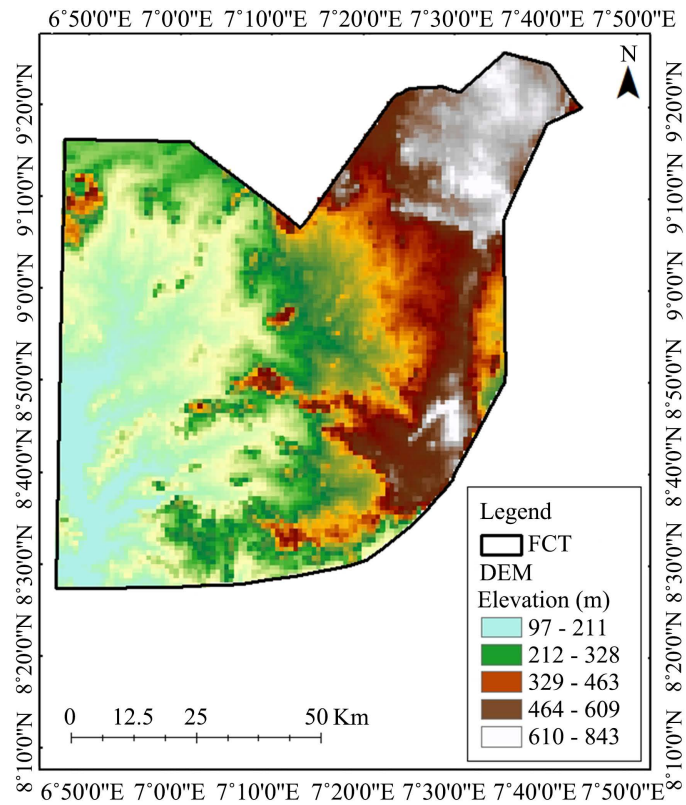 6°50'0"E 7°0'0"E 7°10'0"E 7°20'0"E 7°30'0"E 7°40'0"E 7°50'0"E
N
9°20'0"N 9°20'0"N
9°10'0"N 9°10'0"N
9°0'0"N 9°0'0"N
8°50'0"N 8°50'0"N
8°40'0"N 8°40'0"N
8°30'0"N 8°30'0"N
8°20'0"N 8°20'0"N
8°10'0"N 8°10'0"N
Legend
FCT
DEM
Elevation (m)
97 - 211
212 - 328
329 - 463
464 - 609
610 - 843
0 12.5 25 50 Km
6°50'0"E 7°0'0"E 7°10'0"E 7°20'0"E 7°30'0"E 7°40'0"E 7°50'0"E